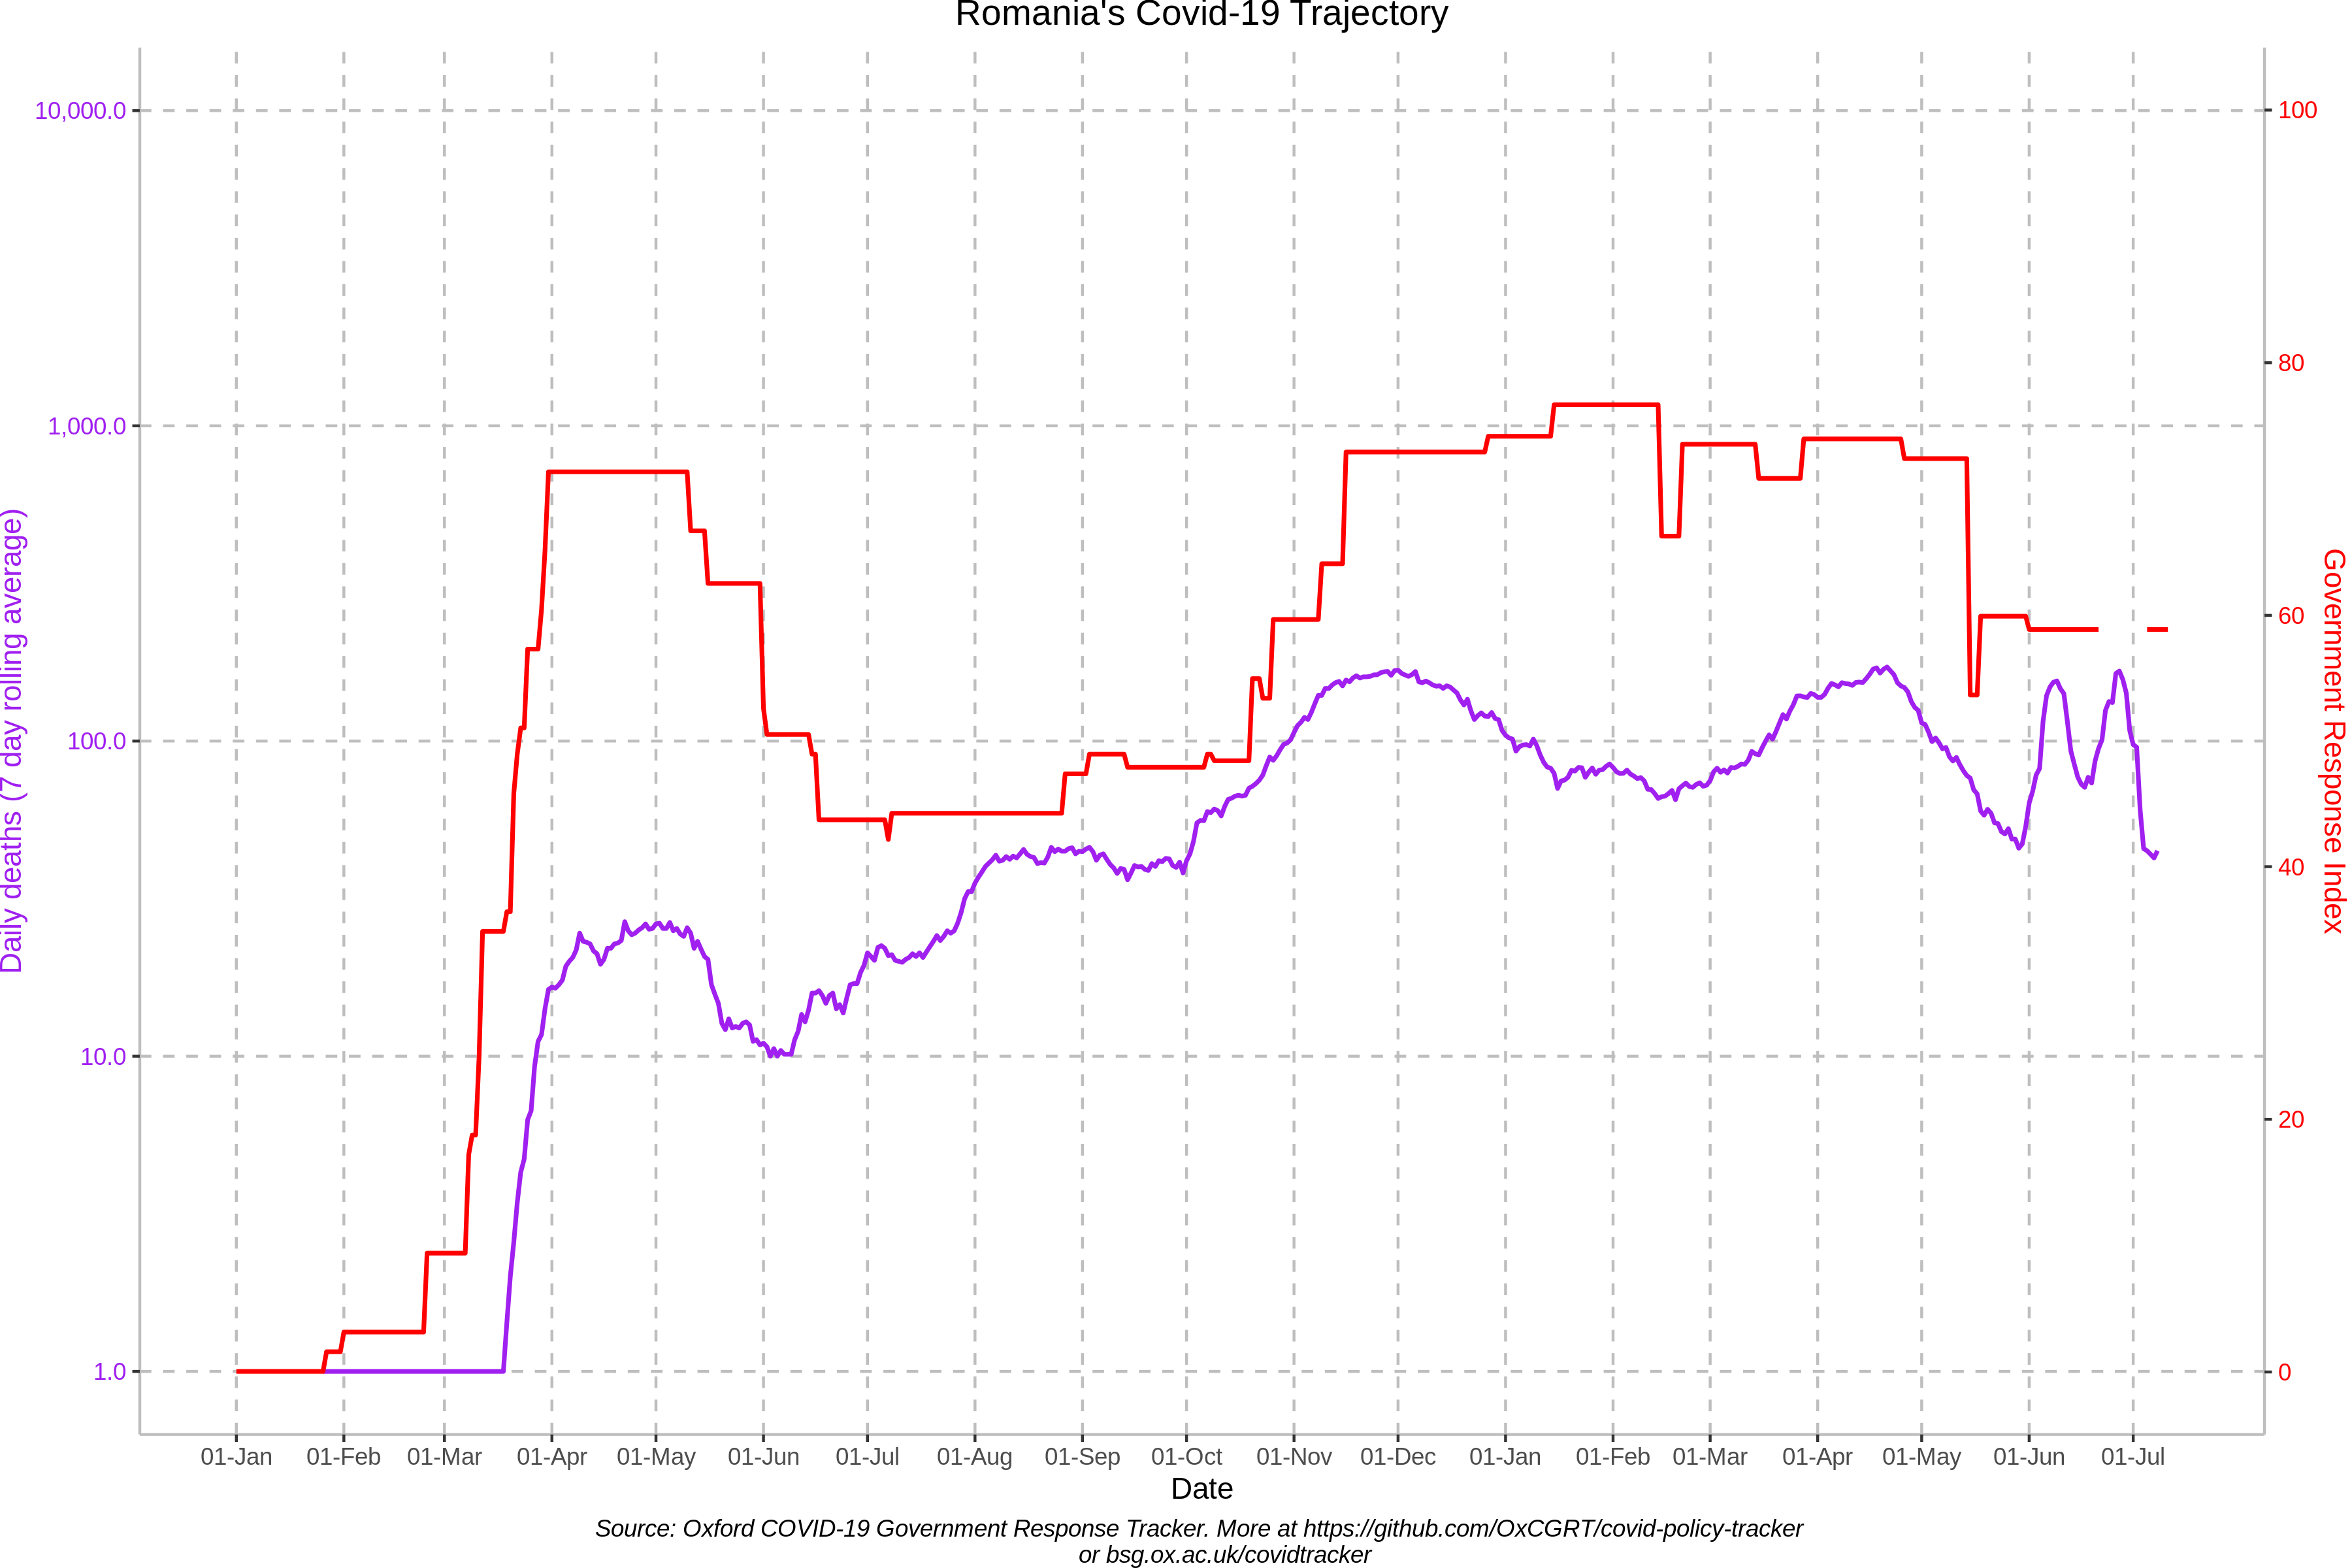 Romania's Covid-19 Trajectory
10,000.0
1,000.0
100.0
10.0
1.0
Daily deaths (7 day rolling average)
100
80
60
40
20
0
Government Response Index
01-Jan 01-Feb 01-Mar 01-Apr 01-May 01-Jun 01-Jul 01-Aug 01-Sep 01-Oct 01-Nov 01-Dec 01-Jan 01-Feb 01-Mar 01-Apr 01-May 01-Jun 01-Jul
Date
Source: Oxford COVID-19 Government Response Tracker. More at https://github.com/OxCGRT/covid-policy-tracker
or bsg.ox.ac.uk/covidtracker